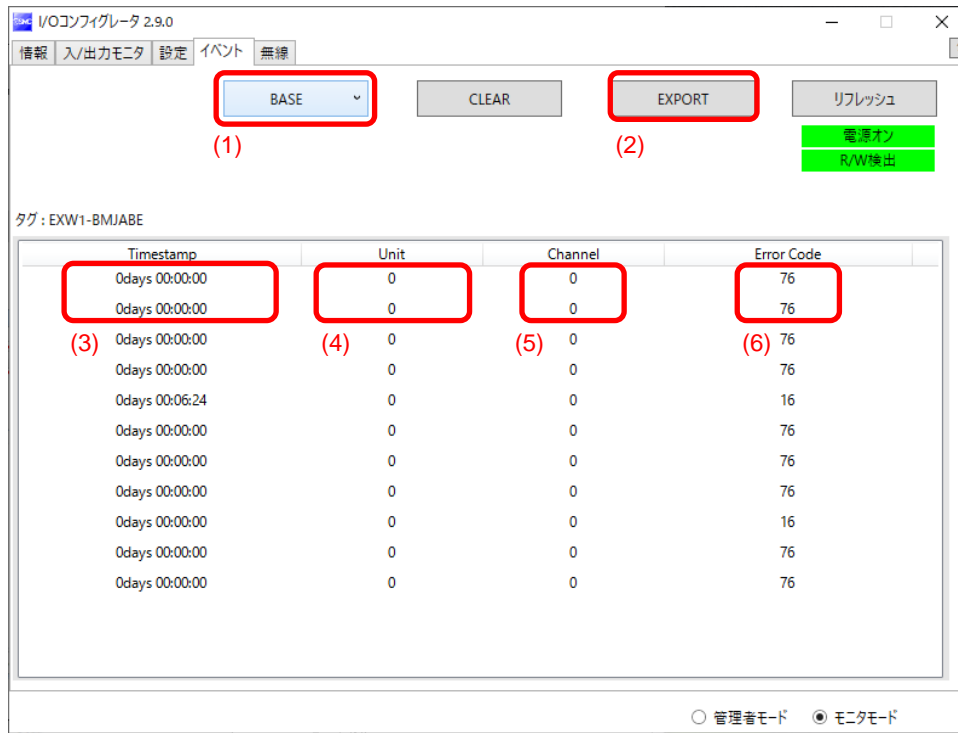 I/Oコンフィグレータ 2.9.0
情報 入/出力モニタ 設定 イベント 無線
BASE CLEAR EXPORT リフレッシュ
(1) (2) 電源オン
R/W検出
タグ : EXW1-BMJABE
Timestamp Unit Channel Error Code
0days 00:00:00 0 0 76
0days 00:00:00 0 0 76
(3) 0days 00:00:00 (4) 0 (5) 0 (6) 76
0days 00:00:00 0 0 76
0days 00:06:24 0 0 16
0days 00:00:00 0 0 76
0days 00:00:00 0 0 76
0days 00:00:00 0 0 76
0days 00:00:00 0 0 16
0days 00:00:00 0 0 76
0days 00:00:00 0 0 76
管理者モード モニタモード